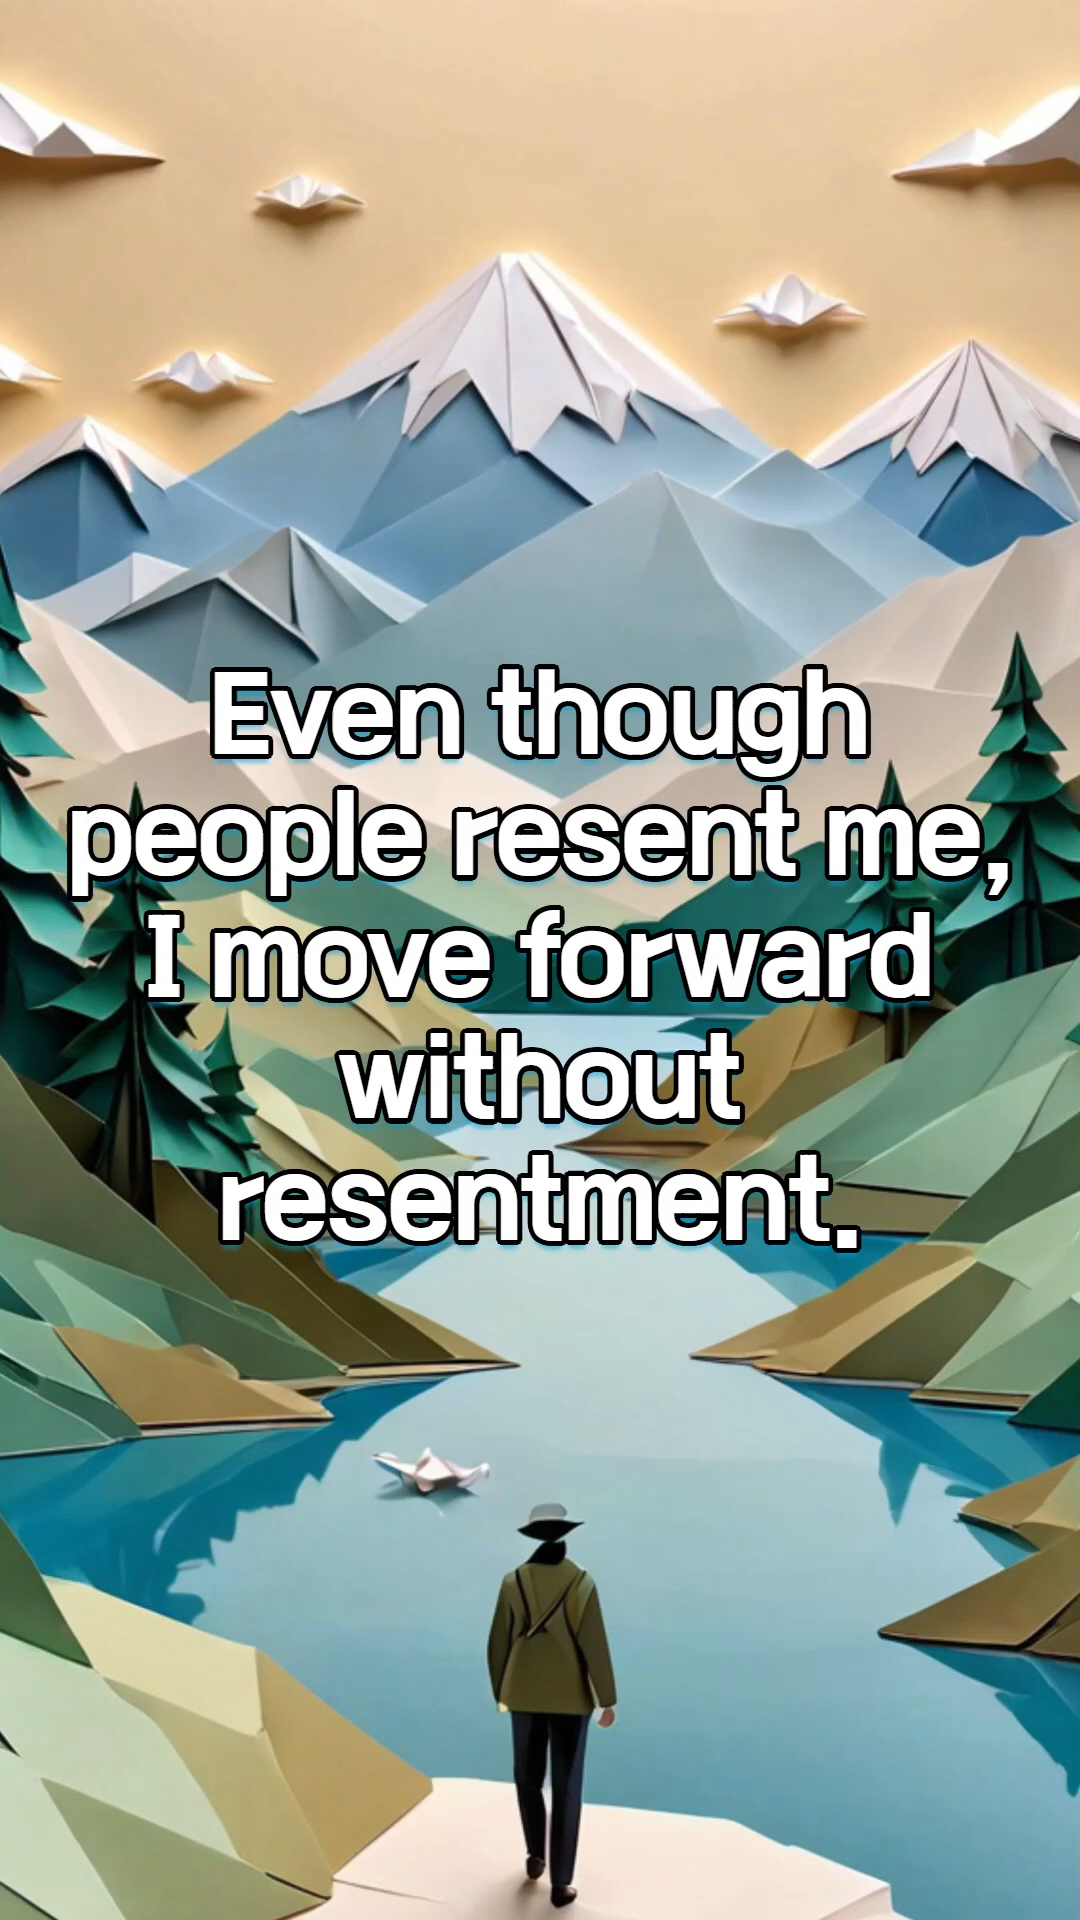 Even though
people resent me,
I move forward
without
resentment.